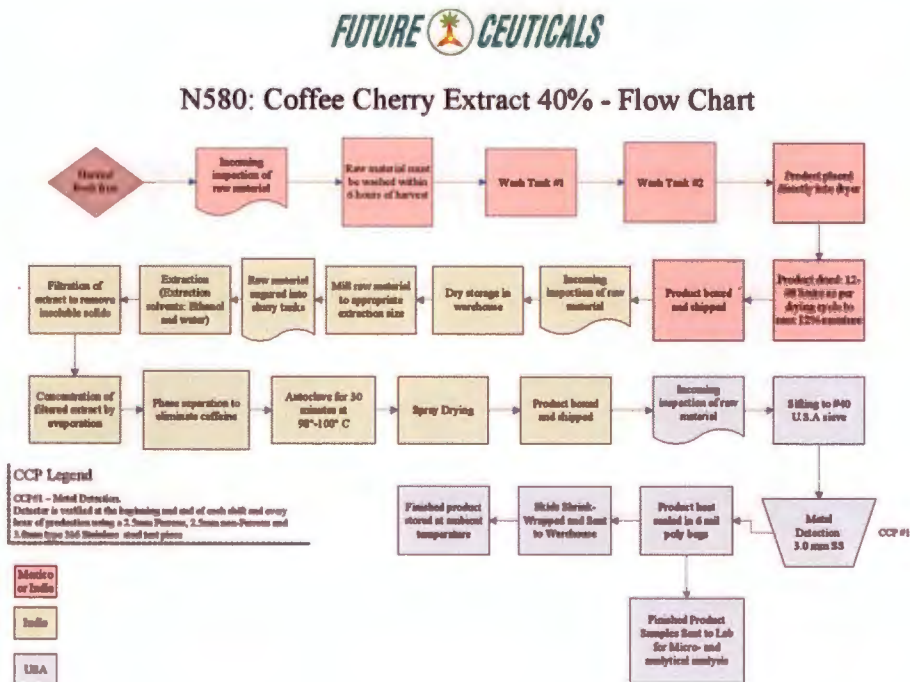 FUTURE CEUTICALS
N580: Coffee Cherry Extract 40% - Flow Chart
Harvest
fresh fruit
Incoming
inspection of
raw material
Raw material must
be washed within
6 hours of harvest
Wash Tank #1
Wash Tank #2
Product placed
directly into dryer
Product dried: 12-
hours as per
drying cycle to
12% moisture
Product boxed
and shipped
Incoming
inspection of raw
material
Dry storage in
warehouse
Mill raw material
to appropriate
extraction size
Raw material
augured into
slurry tanks
Extraction
(Extraction
solvents: Ethanol
and water)
Filtration of
extract to remove
insoluble solids
Concentration of
filtered extract by
evaporation
Phase separation to
eliminate caffeine
Autoclave for 30
minutes at
98°-100° C
Spray Drying
Product boxed
and shipped
Incoming
inspection of raw
material
Sifting to #40
U.S.A sieve
Metal
Detection
3.0 mm SS
CCP #1
Product heat
sealed in 6 mil
poly bags
Skids Shrink-
Wrapped and Sent
to Warehouse
Finished product
stored at ambient
temperature
Finished Product
Samples Sent to Lab
for Micro- and
analytical analysis
CCP Legend
CCP#1 – Metal Detection.
Detector is verified at the beginning and end of each shift and every
hour of production using a 2.5mm Ferrous, 2.5mm non-Ferrous and
3.0mm type 316 Stainless steel test piece
Mexico
or India
India
USA